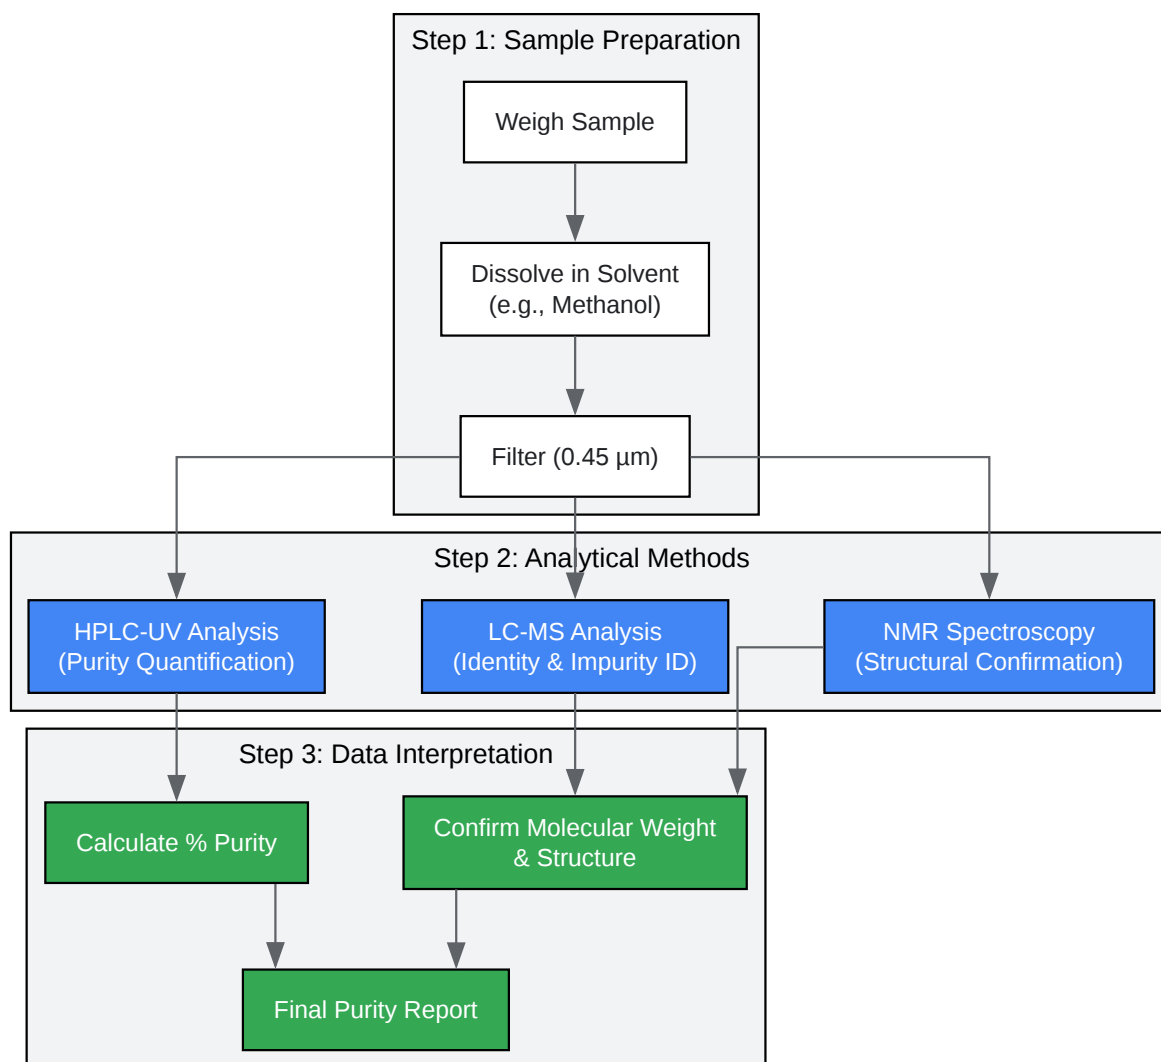 Step 1: Sample Preparation
Weigh Sample
Dissolve in Solvent
(e.g., Methanol)
Filter (0.45 µm)
Step 2: Analytical Methods
HPLC-UV Analysis
(Purity Quantification)
LC-MS Analysis
(Identity & Impurity ID)
NMR Spectroscopy
(Structural Confirmation)
Step 3: Data Interpretation
Calculate % Purity
Confirm Molecular Weight
& Structure
Final Purity Report